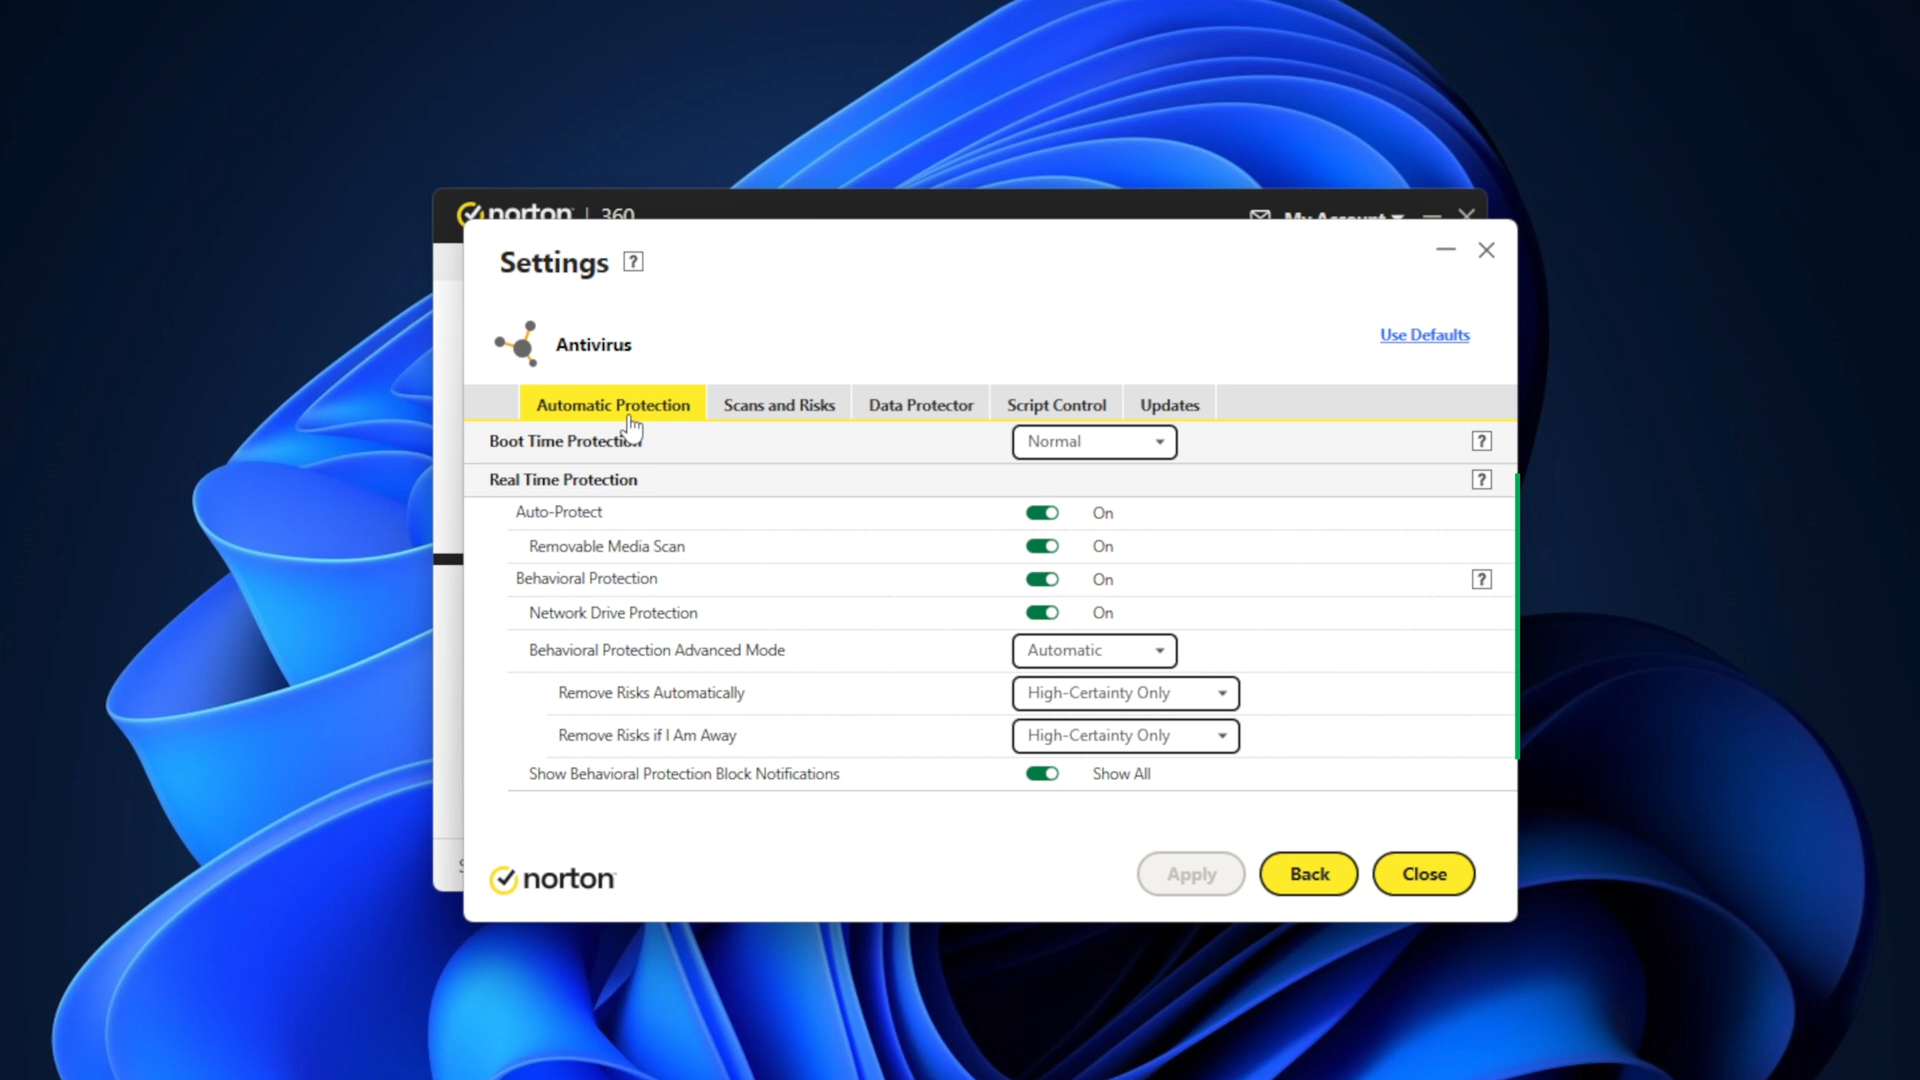 norton | 360 My Account
Settings ?
Antivirus
Use Defaults
Automatic Protection Scans and Risks Data Protector Script Control Updates
Boot Time Protection Normal ?
Real Time Protection ?
Auto-Protect On
Removable Media Scan On
Behavioral Protection On ?
Network Drive Protection On
Behavioral Protection Advanced Mode Automatic
Remove Risks Automatically High-Certainty Only
Remove Risks if I Am Away High-Certainty Only
Show Behavioral Protection Block Notifications Show All
norton Apply Back Close